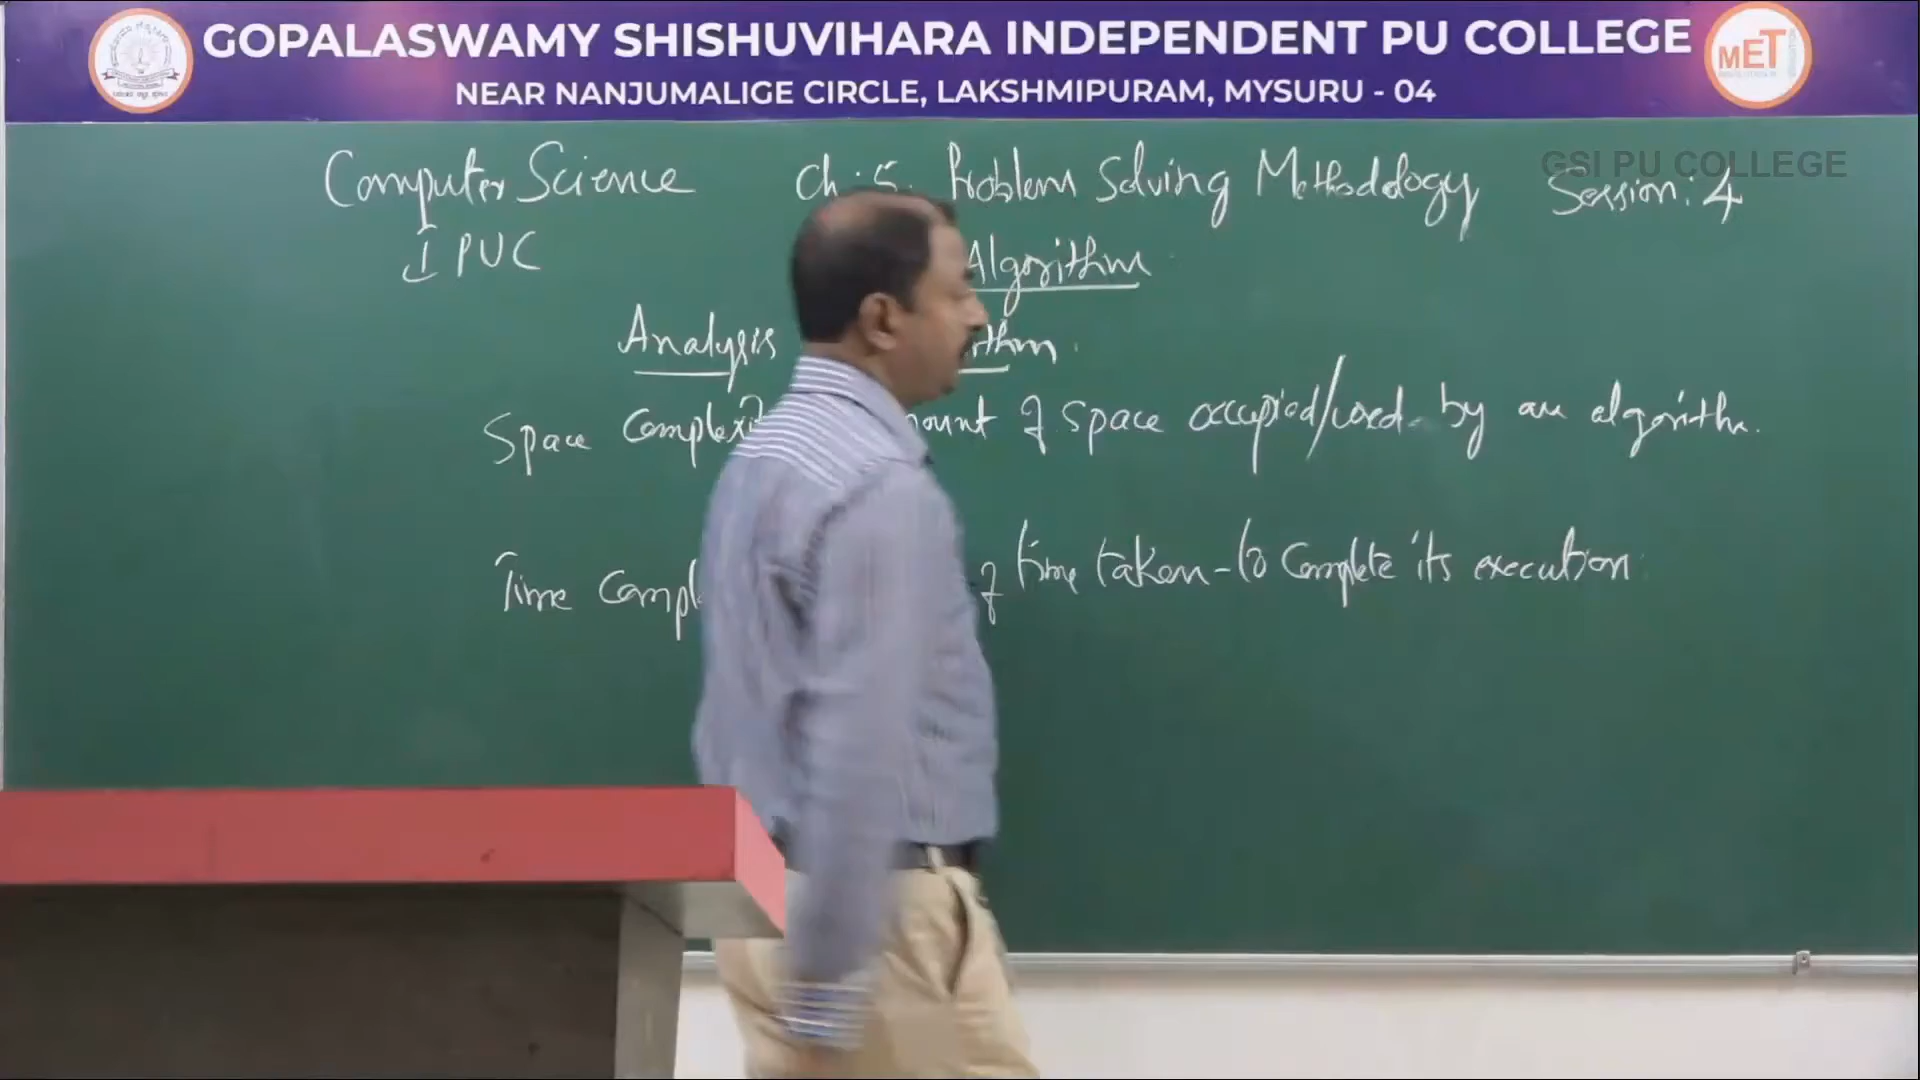 GOPALASWAMY SHISHUVIHARA INDEPENDENT PU COLLEGE
NEAR NANJUMALIGE CIRCLE, LAKSHMIPURAM, MYSURU - 04
MET
GSI PU COLLEGE
Computer Science Ch: 5. Problem Solving Methodology Session: 4
I PUC
Algorithm
Analysis
Space of space occupied/used by an algorithm.
Time of time taken to complete its execution